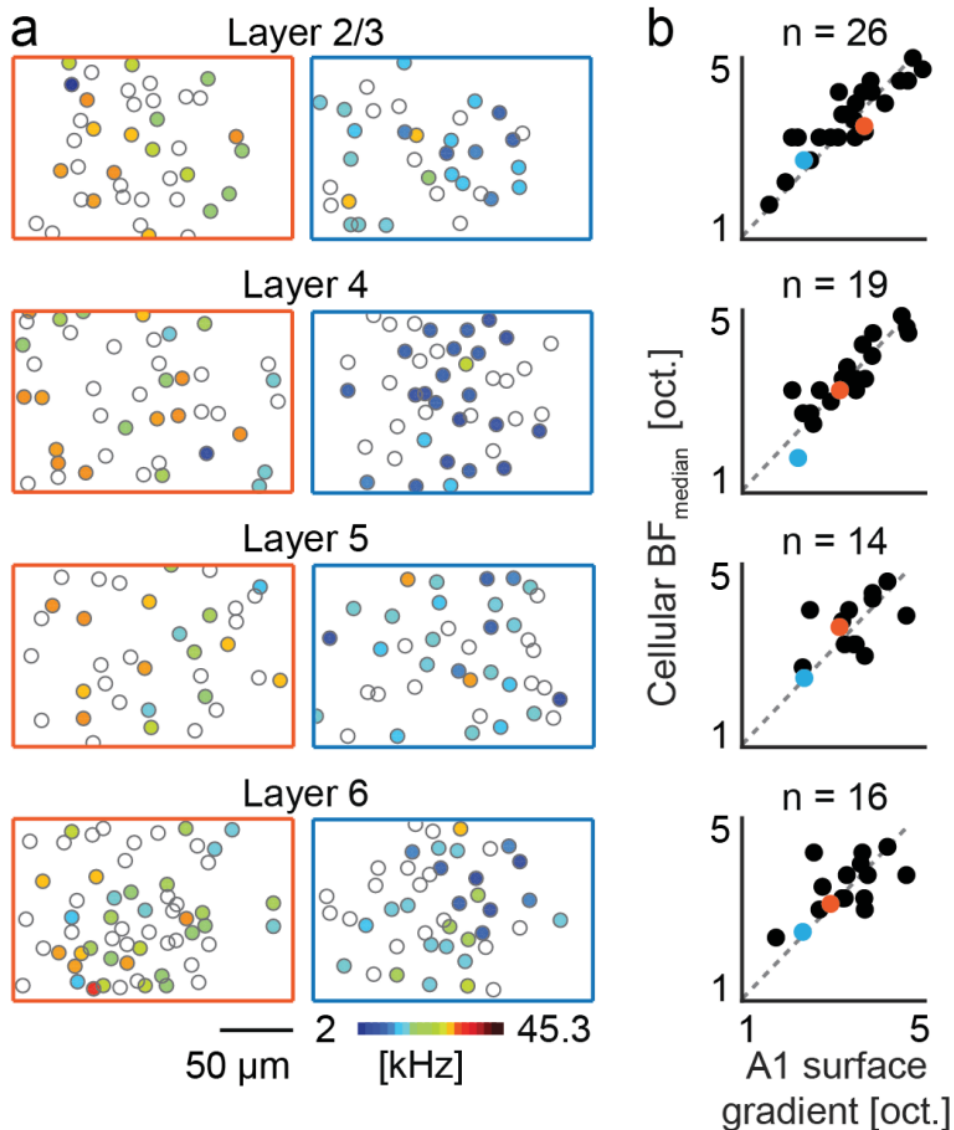 a
Layer 2/3
Layer 4
Layer 5
Layer 6
50 μm
2
45.3
[kHz]
b
n = 26
5
1
n = 19
5
1
n = 14
5
1
n = 16
5
1
1
5
Cellular BFmedian [oct.]
A1 surface
gradient [oct.]